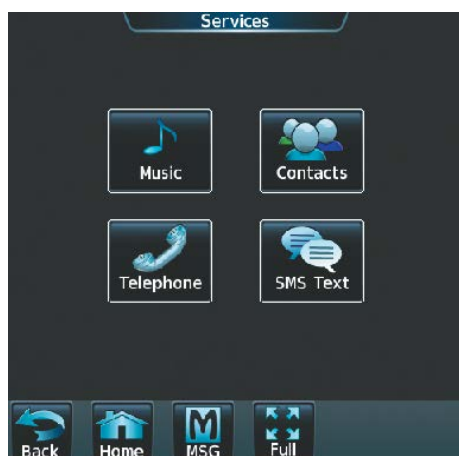 Services
Music Contacts
Telephone SMS Text
M
Back Home MSG Full